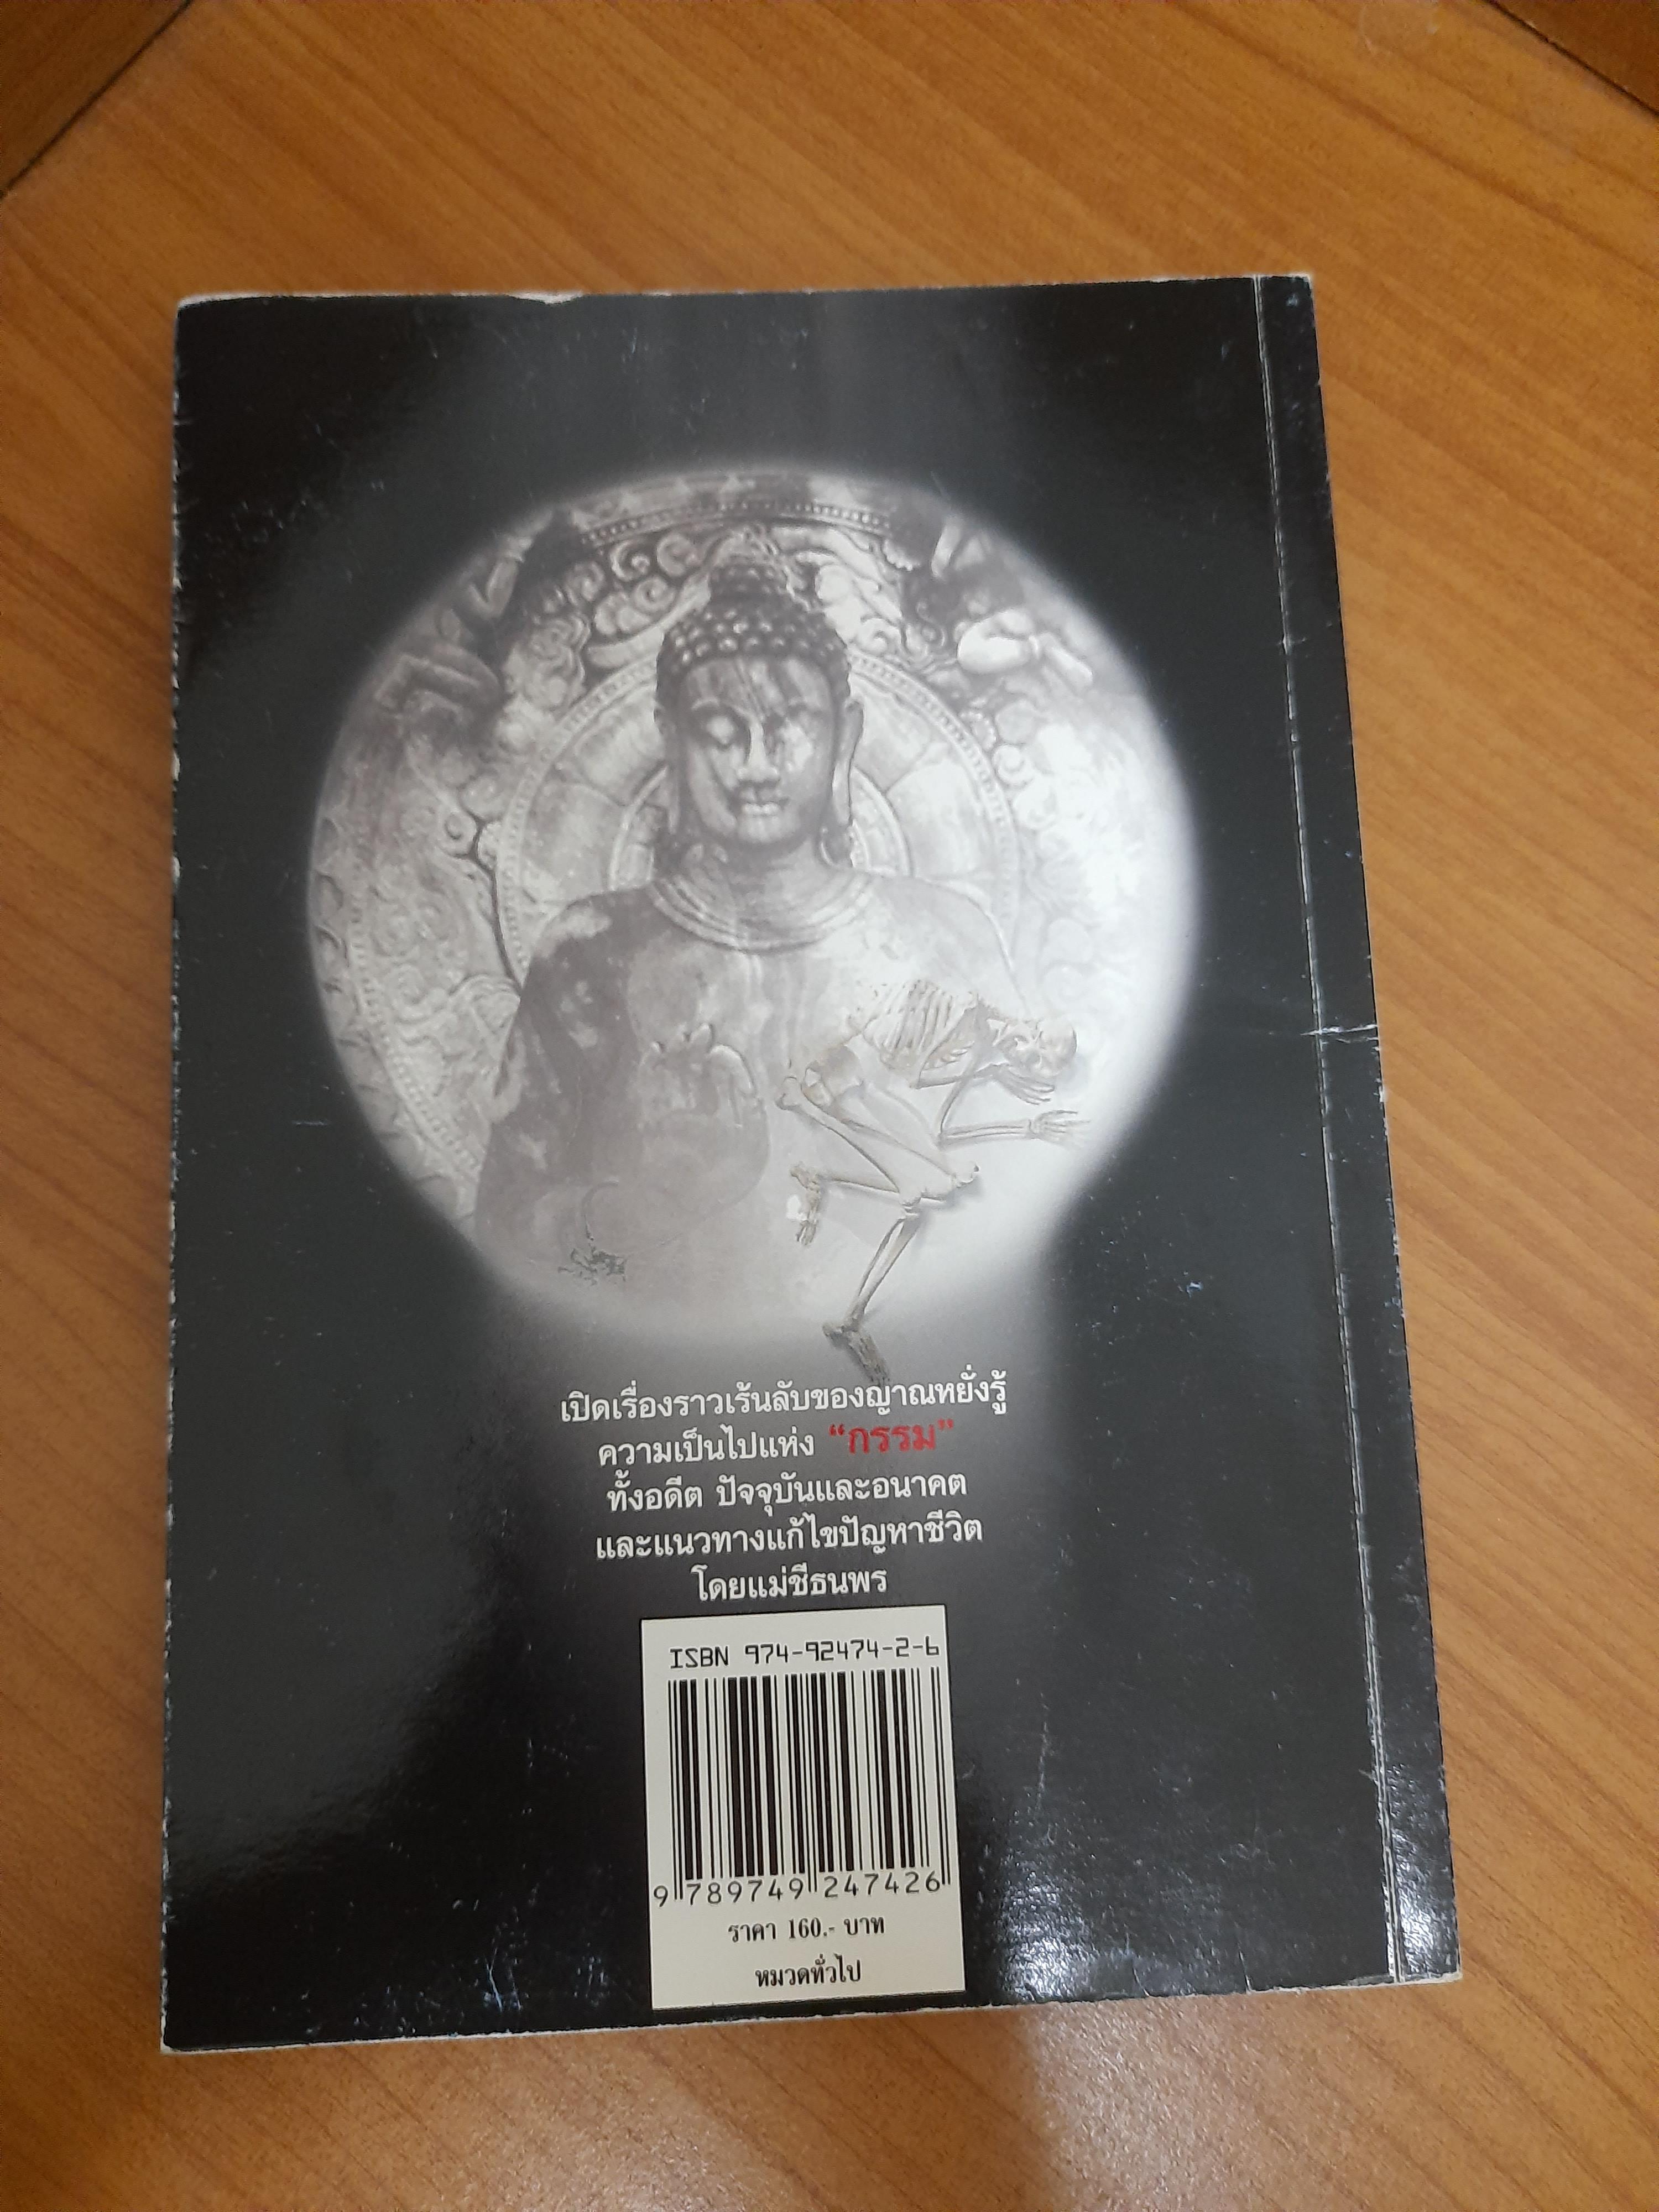 เปิดเรื่องราวเร้นลับของญาณหยั่งรู้
ความเป็นไปแห่ง “กรรม”
ทั้งอดีต ปัจจุบันและอนาคต
และแนวทางแก้ไขปัญหาชีวิต
โดยแม่ชีธนพร
ISBN 974-92474-2-6
9 789749 247426
ราคา 160.- บาท
หมวดทั่วไป